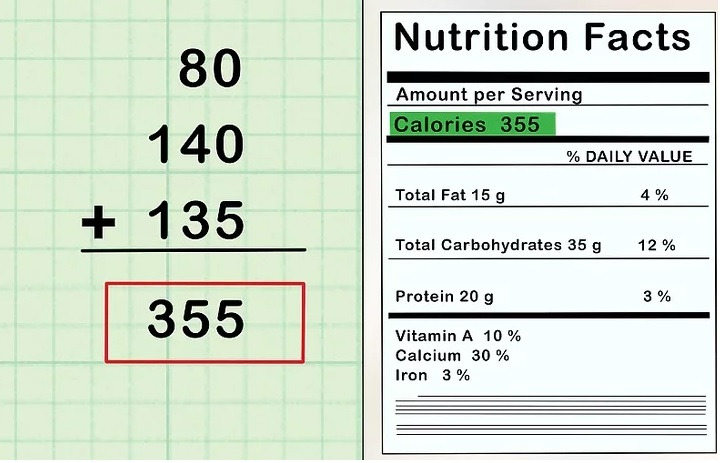 80
140
+ 135
355
Nutrition Facts
Amount per Serving
Calories 355
% DAILY VALUE
Total Fat 15 g 4 %
Total Carbohydrates 35 g 12 %
Protein 20 g 3 %
Vitamin A 10 %
Calcium 30 %
Iron 3 %